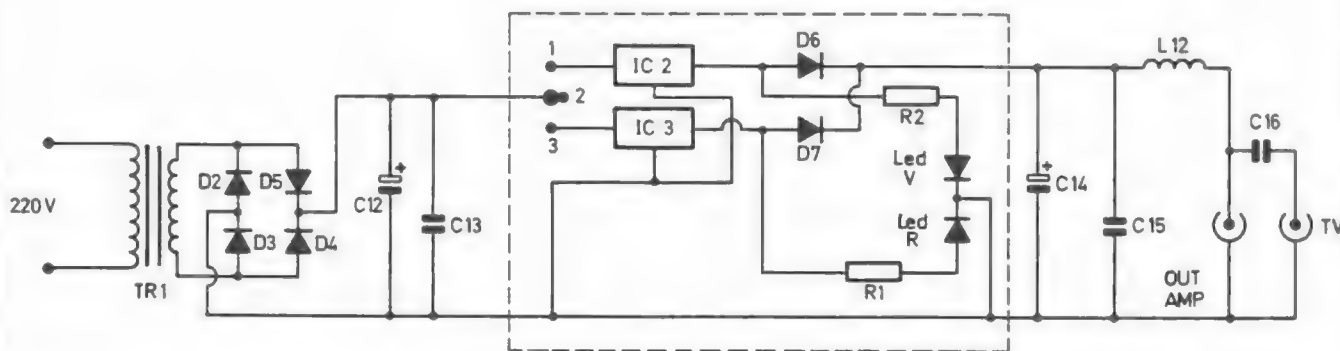 220 V
TR1
D2
D5
D3
D4
C12
+
C13
1
2
3
IC 2
IC 3
D6
D7
R2
R1
Led
V
Led
R
+
C14
C15
L 12
C16
OUT
AMP
TV